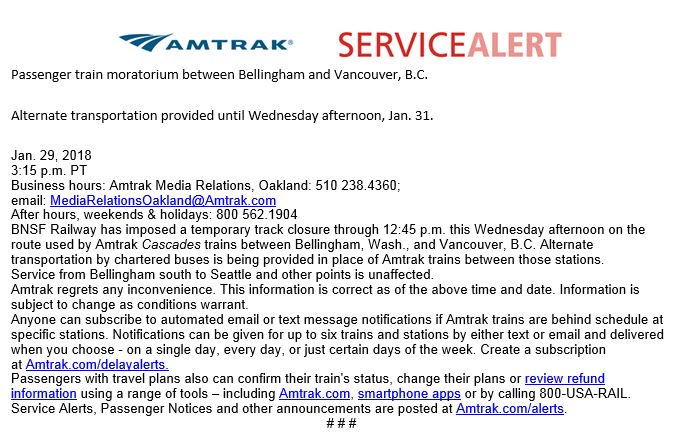 AMTRAK® SERVICEALERT
Passenger train moratorium between Bellingham and Vancouver, B.C.
Alternate transportation provided until Wednesday afternoon, Jan. 31.
Jan. 29, 2018
3:15 p.m. PT
Business hours: Amtrak Media Relations, Oakland: 510 238.4360;
email: MediaRelationsOakland@Amtrak.com
After hours, weekends & holidays: 800 562.1904
BNSF Railway has imposed a temporary track closure through 12:45 p.m. this Wednesday afternoon on the
route used by Amtrak Cascades trains between Bellingham, Wash., and Vancouver, B.C. Alternate
transportation by chartered buses is being provided in place of Amtrak trains between those stations.
Service from Bellingham south to Seattle and other points is unaffected.
Amtrak regrets any inconvenience. This information is correct as of the above time and date. Information is
subject to change as conditions warrant.
Anyone can subscribe to automated email or text message notifications if Amtrak trains are behind schedule at
specific stations. Notifications can be given for up to six trains and stations by either text or email and delivered
when you choose - on a single day, every day, or just certain days of the week. Create a subscription
at Amtrak.com/delayalerts.
Passengers with travel plans also can confirm their train's status, change their plans or review refund
information using a range of tools – including Amtrak.com, smartphone apps or by calling 800-USA-RAIL.
Service Alerts, Passenger Notices and other announcements are posted at Amtrak.com/alerts.
# # #